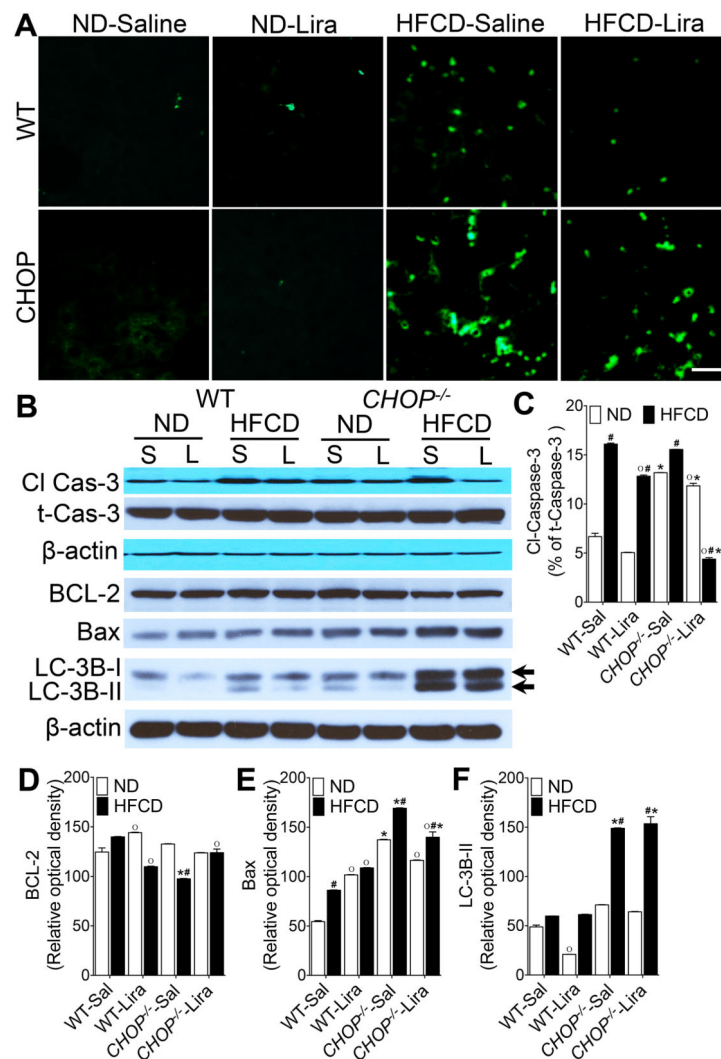 A ND-Saline ND-Lira HFCD-Saline HFCD-Lira
WT
CHOP
B WT CHOP-/-
ND HFCD ND HFCD
S L S L S L S L
Cl Cas-3
t-Cas-3
β-actin
BCL-2
Bax
LC-3B-I
LC-3B-II
β-actin
C
ND HFCD
Cl-Caspase-3
(% of t-Caspase-3)
20
15
10
5
0
# o# * # o* o#*
WT-Sal
WT-Lira
CHOP-/-Sal
CHOP-/-Lira
D
ND
HFCD
BCL-2
(Relative optical density)
200
150
100
50
0
o o *# o
WT-Sal
WT-Lira
CHOP-/-Sal
CHOP-/-Lira
E
ND
HFCD
Bax
(Relative optical density)
200
150
100
50
0
# o o * *# o o#*
WT-Sal
WT-Lira
CHOP-/-Sal
CHOP-/-Lira
F
ND
HFCD
LC-3B-II
(Relative optical density)
200
150
100
50
0
o *# #*
WT-Sal
WT-Lira
CHOP-/-Sal
CHOP-/-Lira